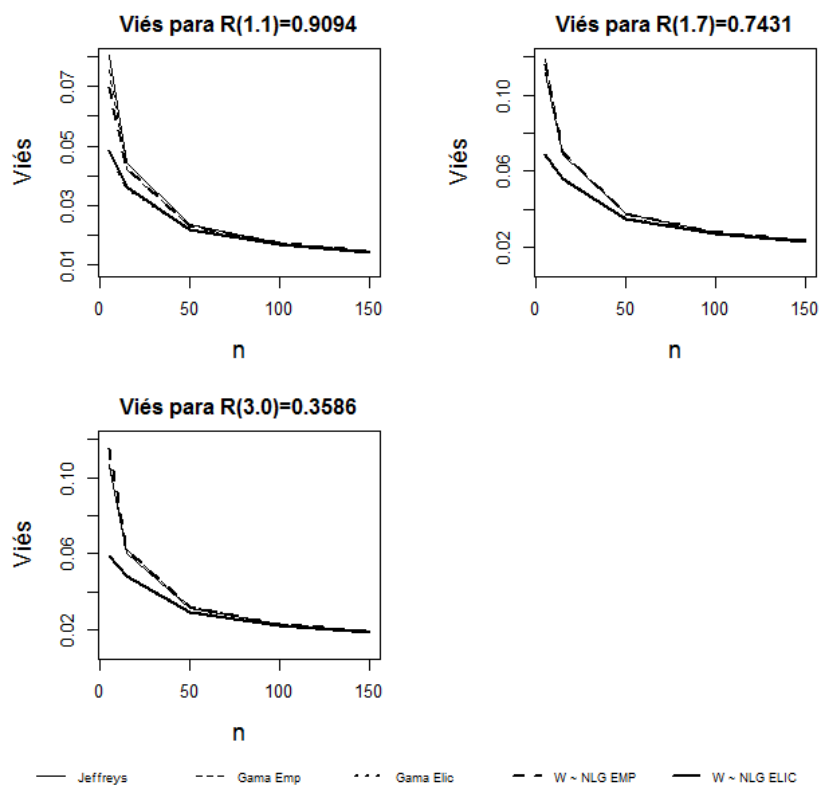 Viés para R(1.1)=0.9094
Viés
0.01 0.03 0.05 0.07
0 50 100 150
n
Viés para R(1.7)=0.7431
Viés
0.02 0.06 0.10
0 50 100 150
n
Viés para R(3.0)=0.3586
Viés
0.02 0.06 0.10
0 50 100 150
n
Jeffreys Gama Emp Gama Elic W ~ NLG EMP W ~ NLG ELIC